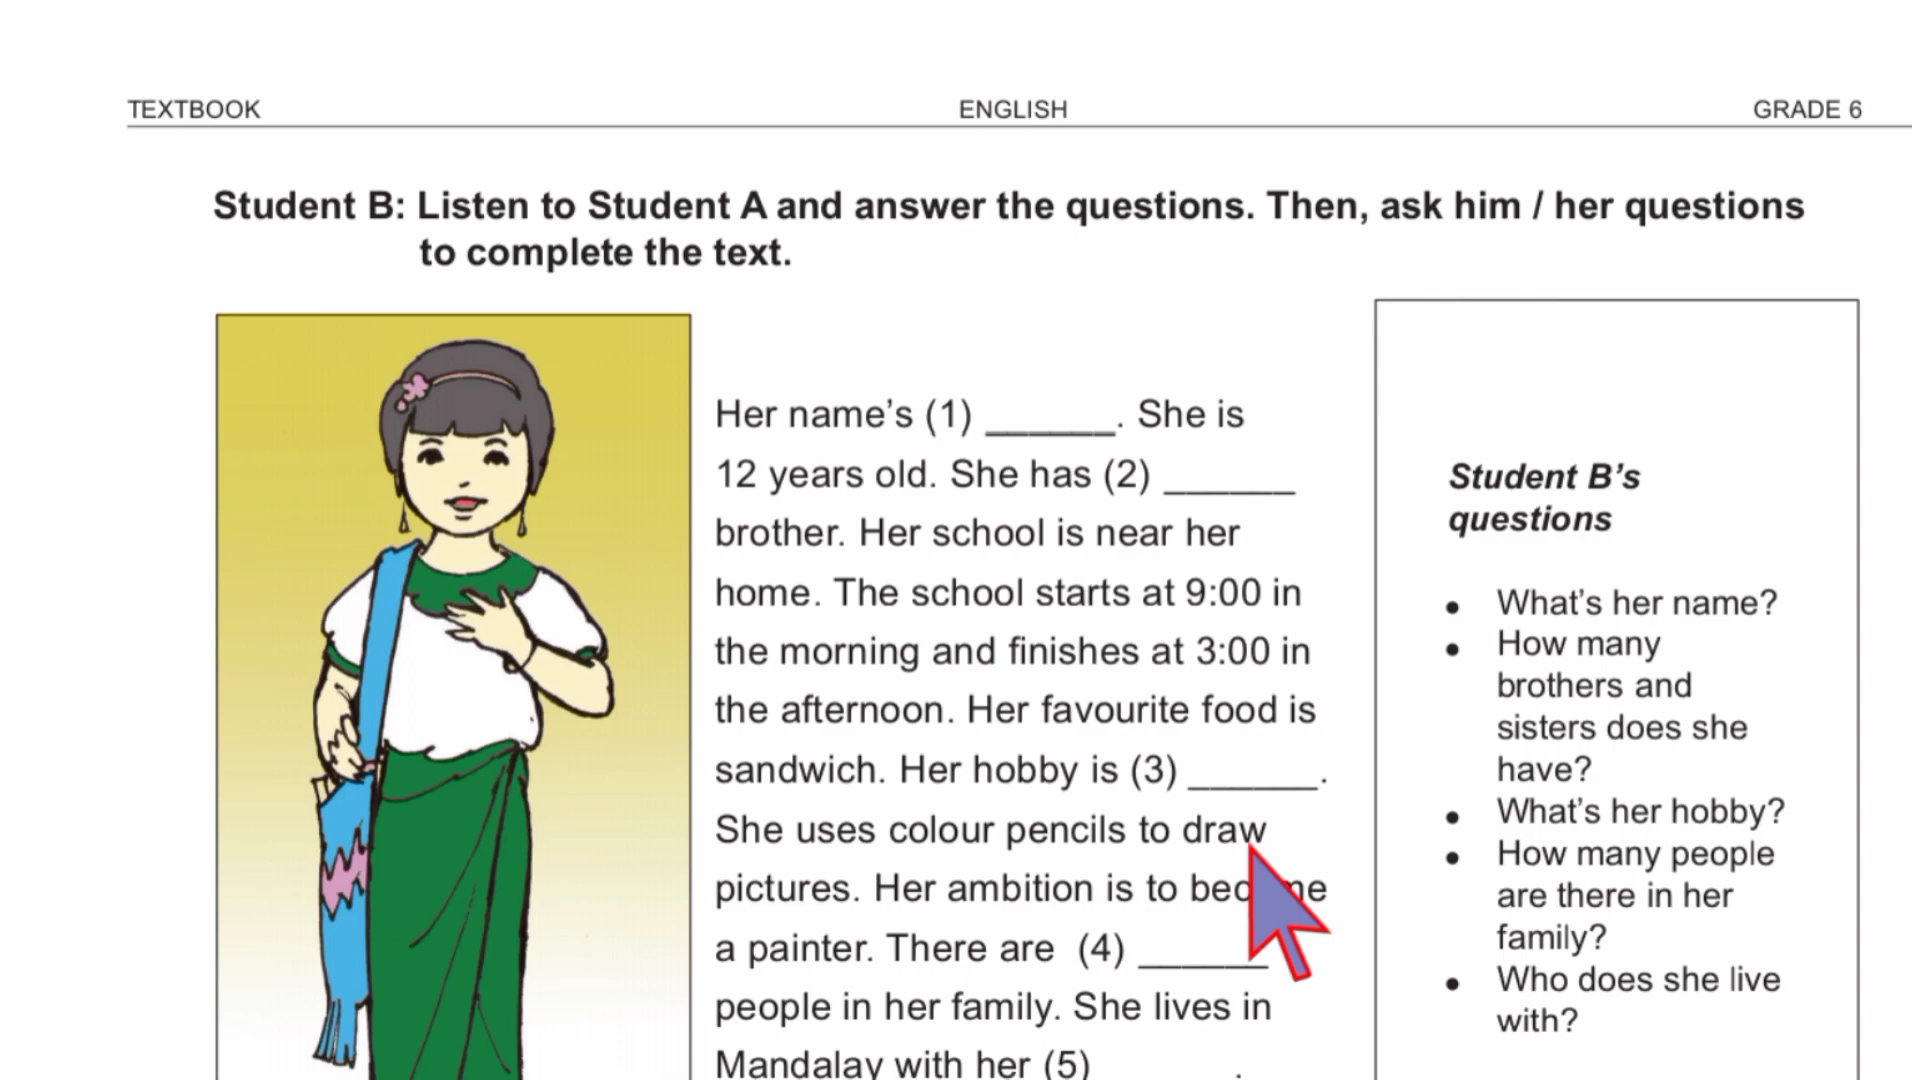 TEXTBOOK ENGLISH GRADE 6
Student B: Listen to Student A and answer the questions. Then, ask him / her questions
to complete the text.
Her name’s (1) ______. She is
12 years old. She has (2) ______
brother. Her school is near her
home. The school starts at 9:00 in
the morning and finishes at 3:00 in
the afternoon. Her favourite food is
sandwich. Her hobby is (3) ______.
She uses colour pencils to draw
pictures. Her ambition is to become
a painter. There are (4) ______
people in her family. She lives in
Mandalay with her (5) ______.
Student B’s
questions
• What’s her name?
• How many
brothers and
sisters does she
have?
• What’s her hobby?
• How many people
are there in her
family?
• Who does she live
with?